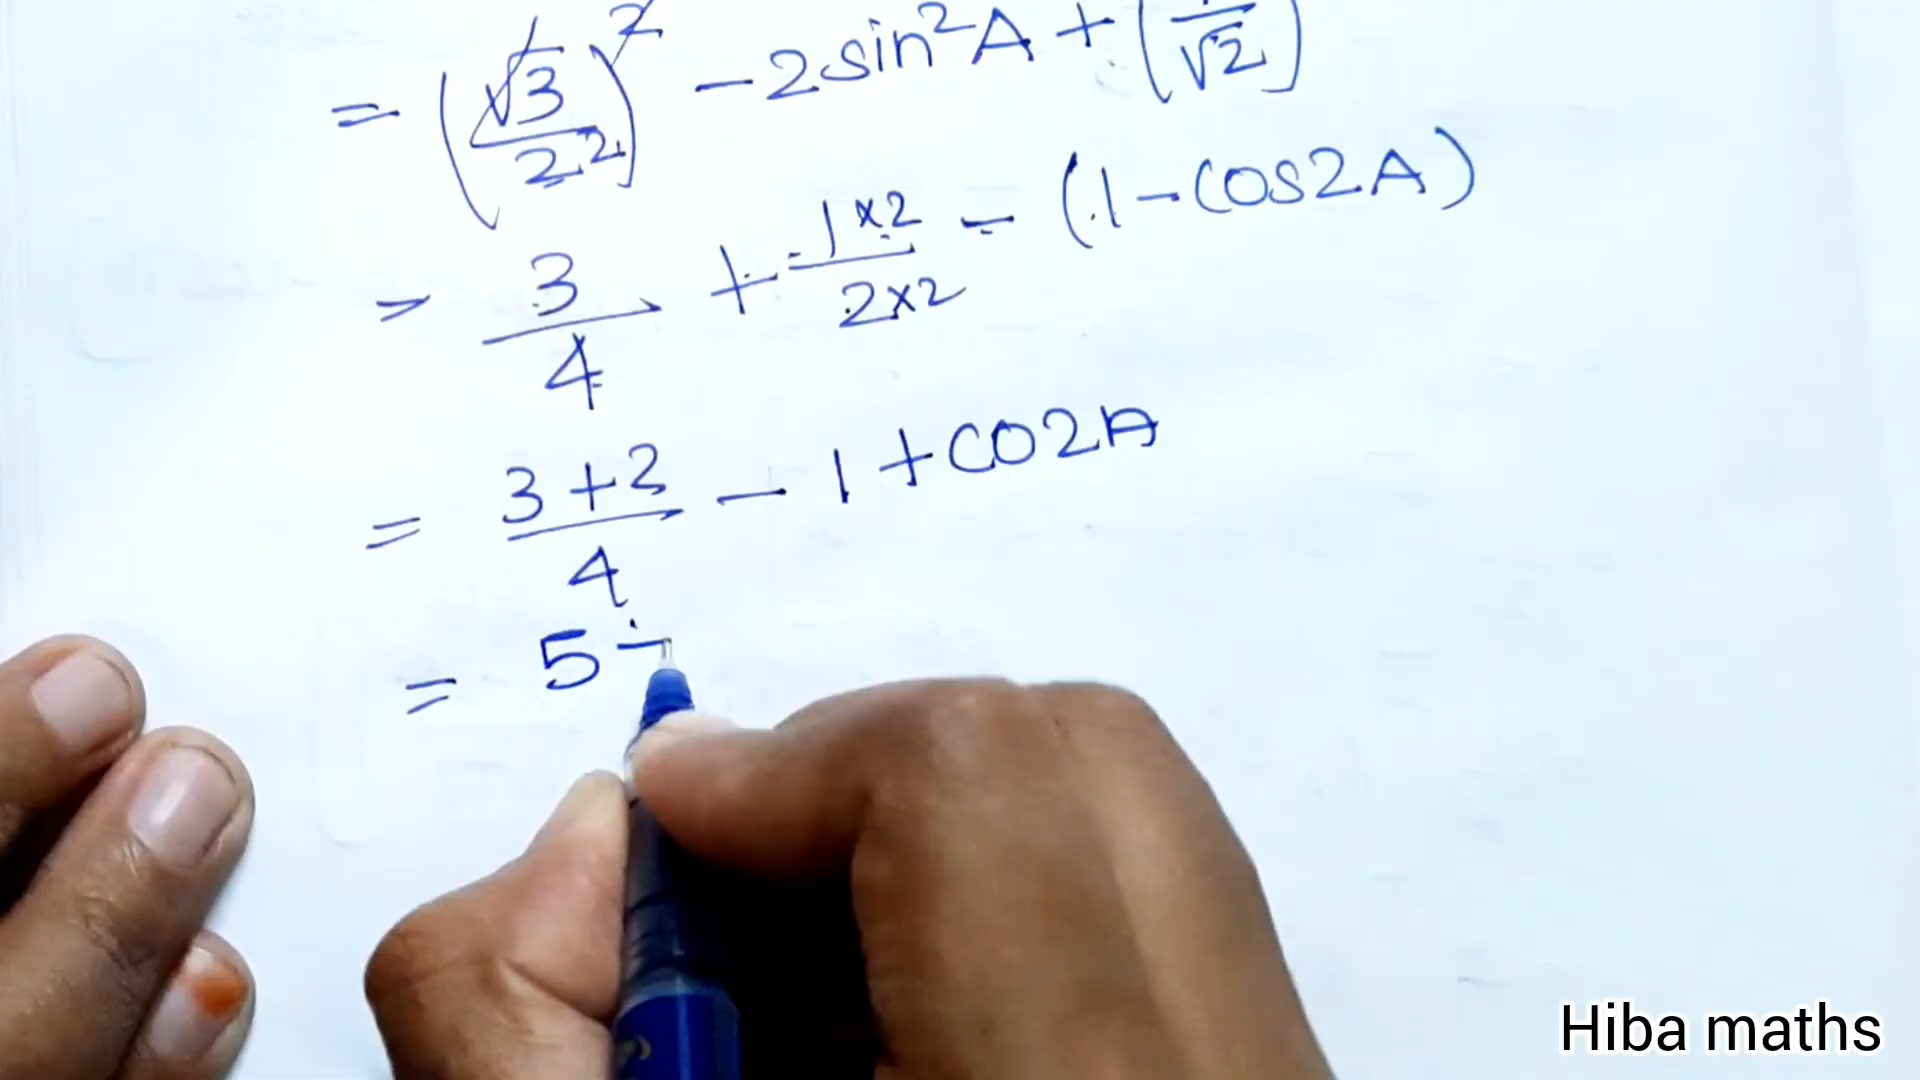 = (√3/2)² - 2sin²A + (1/√2)
= 3/4 + 1×2/2×2 - (1 - cos2A)
= 3+2/4 - 1 + co2A
= 5 -
Hiba maths